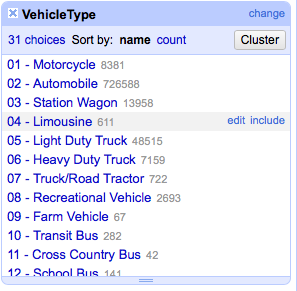 VehicleType change
31 choices Sort by: name count Cluster
01 - Motorcycle 8381
02 - Automobile 726588
03 - Station Wagon 13958
04 - Limousine 611 edit include
05 - Light Duty Truck 48515
06 - Heavy Duty Truck 7159
07 - Truck/Road Tractor 722
08 - Recreational Vehicle 2693
09 - Farm Vehicle 67
10 - Transit Bus 282
11 - Cross Country Bus 42
12 - School Bus 141